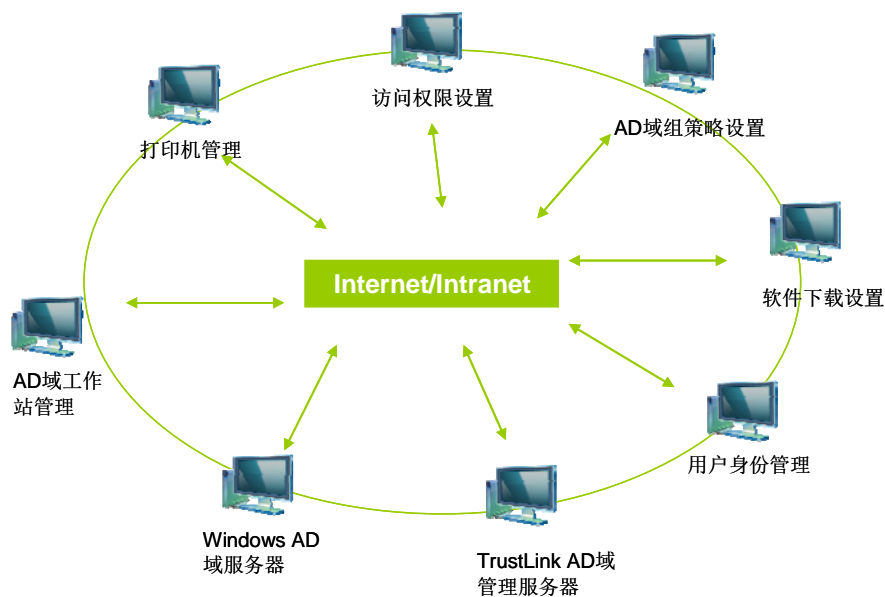 访问权限设置
AD域组策略设置
打印机管理
Internet/Intranet
软件下载设置
AD域工作
站管理
用户身份管理
Windows AD
域服务器
TrustLink AD域
管理服务器